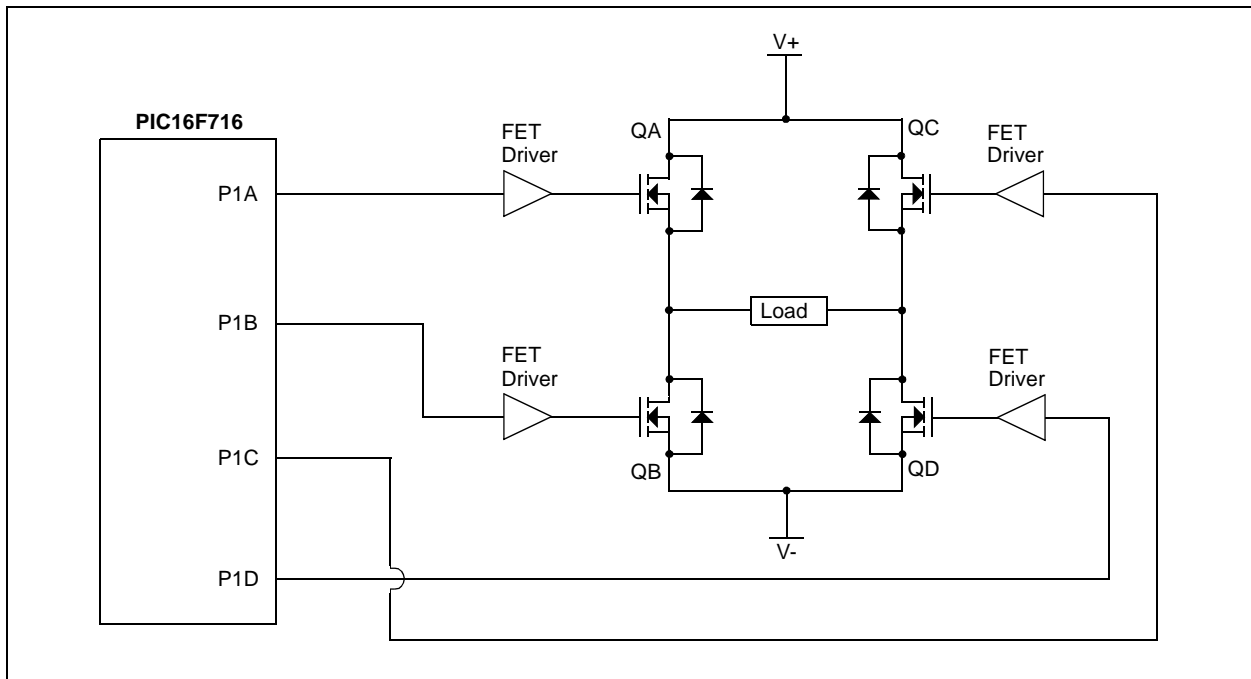 V+
PIC16F716
FET
Driver
QA
QC
FET
Driver
P1A
Load
P1B
FET
Driver
FET
Driver
P1C
QB
QD
V-
P1D